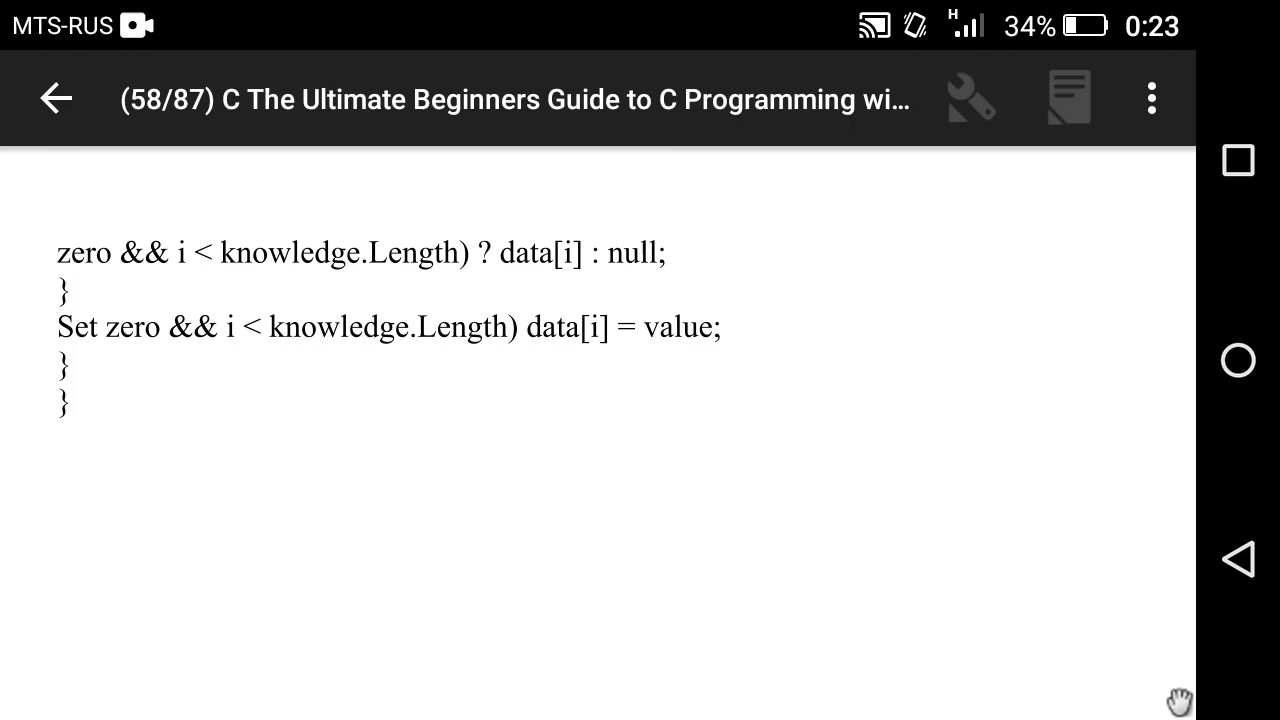 MTS-RUS H 34% 0:23
(58/87) C The Ultimate Beginners Guide to C Programming wi...
zero && i < knowledge.Length) ? data[i] : null;
}
Set zero && i < knowledge.Length) data[i] = value;
}
}